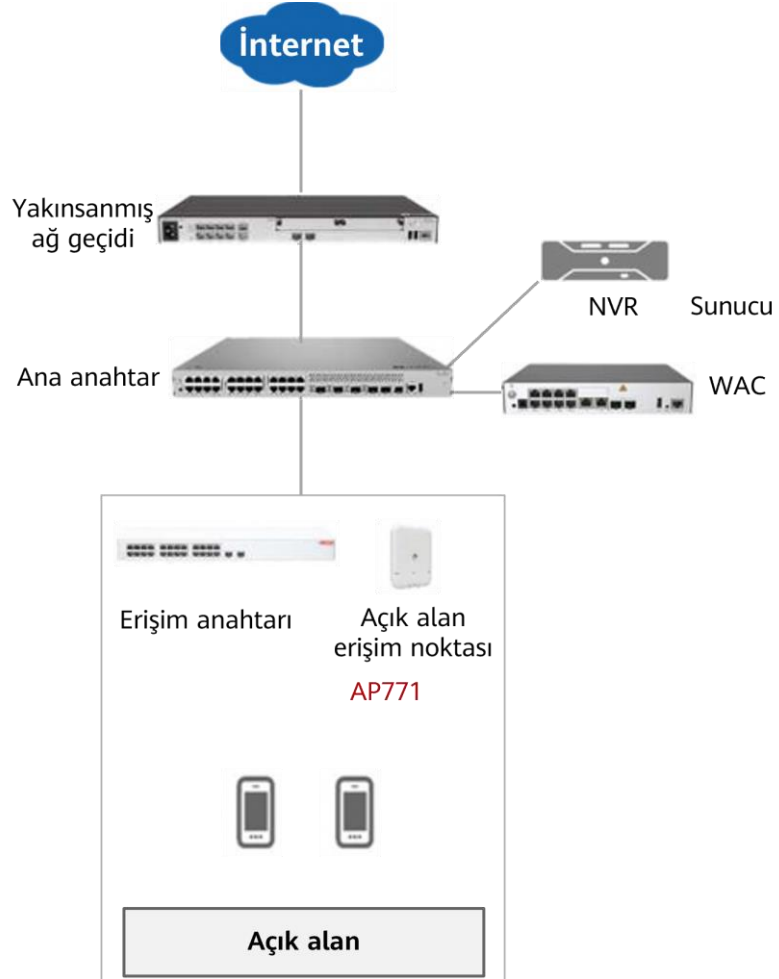 İnternet
Yakınsanmış
ağ geçidi
NVR
Sunucu
Ana anahtar
WAC
Erişim anahtarı
Açık alan
erişim noktası
AP771
Açık alan